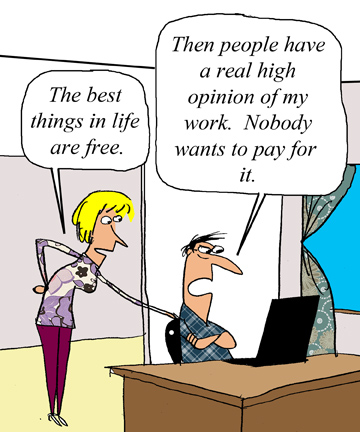 The best
things in life
are free.
Then people have
a real high
opinion of my
work.  Nobody
wants to pay for
it.